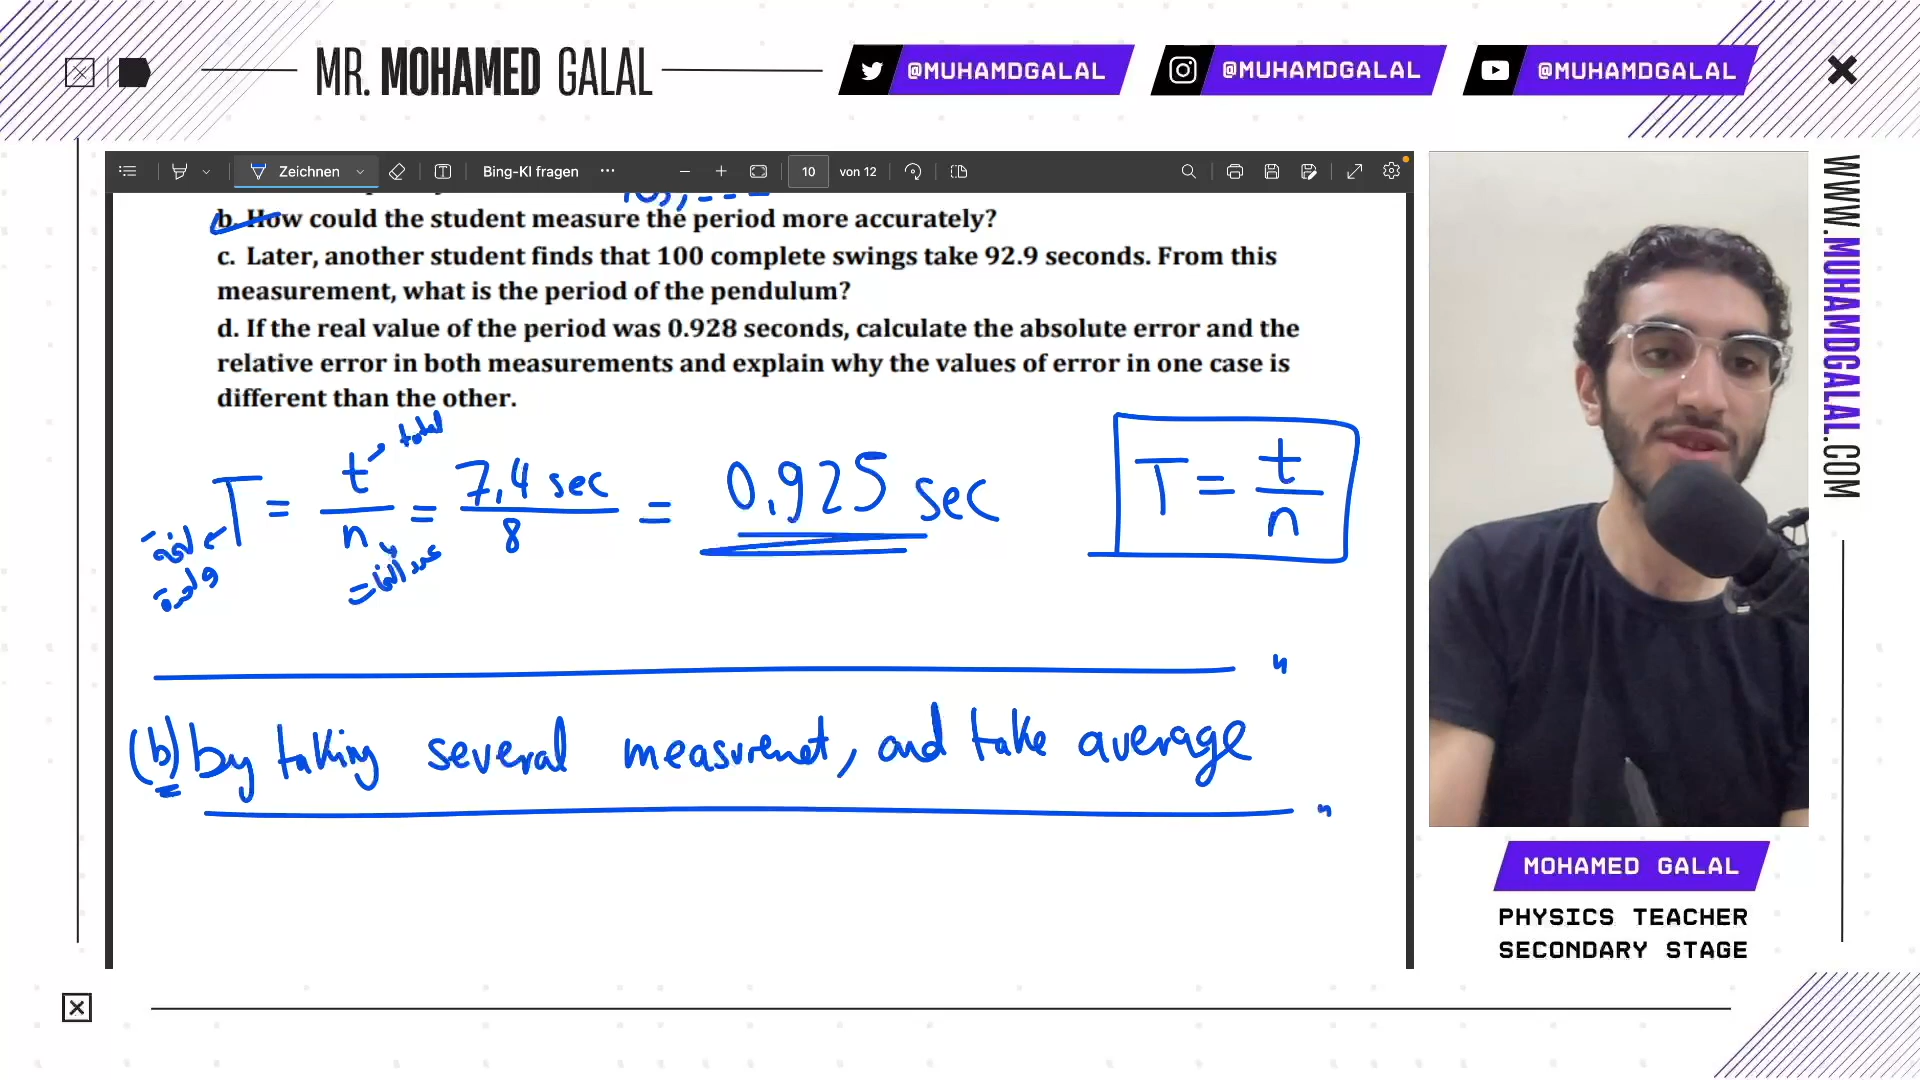 MR. MOHAMED GALAL
@MUHAMDGALAL
@MUHAMDGALAL
@MUHAMDGALAL
Zeichnen
Bing-KI fragen
10 von 12
b. How could the student measure the period more accurately?
c. Later, another student finds that 100 complete swings take 92.9 seconds. From this
measurement, what is the period of the pendulum?
d. If the real value of the period was 0.928 seconds, calculate the absolute error and the
relative error in both measurements and explain why the values of error in one case is
different than the other.
total
T = t/n = 7,4 sec/8 = 0,925 sec
T = t/n
(b) by taking several measurenet, and take average
WWW.MUHAMDGALAL.COM
MOHAMED GALAL
PHYSICS TEACHER
SECONDARY STAGE